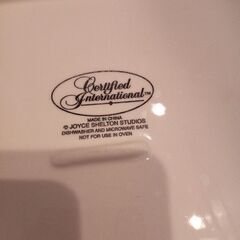 Certified
International™
MADE IN CHINA
© JOYCE SHELTON STUDIOS
DISHWASHER AND MICROWAVE SAFE
NOT FOR USE IN OVEN